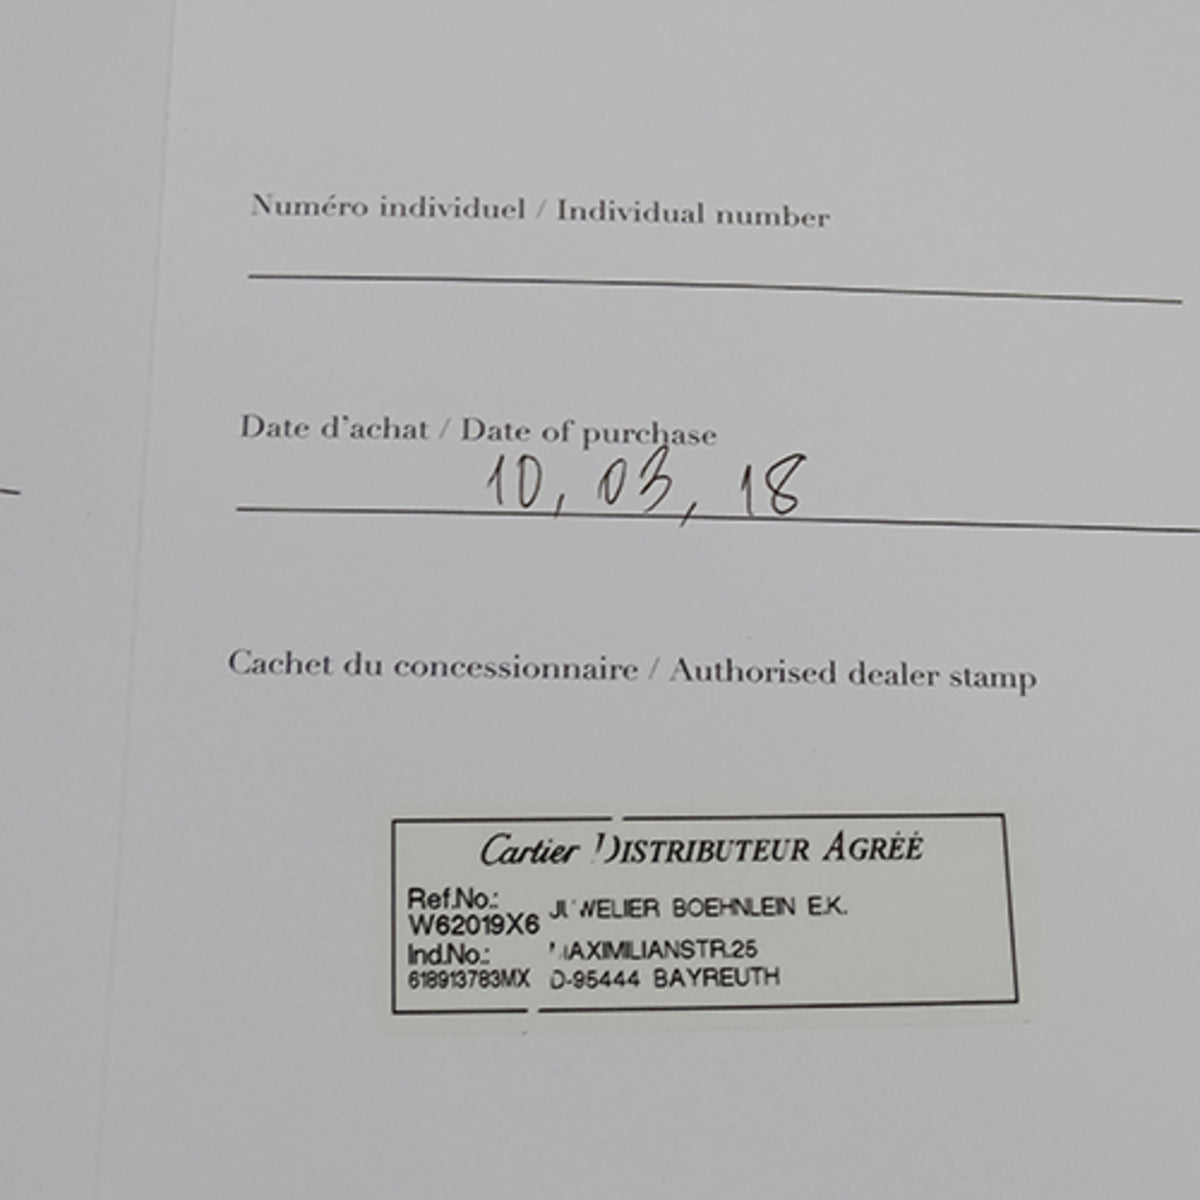 Numéro individuel / Individual number
Date d'achat / Date of purchase
10, 03, 18
Cachet du concessionnaire / Authorised dealer stamp
Cartier DISTRIBUTEUR AGRÉÉ
Ref.No.: JUWELIER BOEHNLEIN E.K.
W62019X6
Ind.No.: MAXIMILIANSTR.25
618913783MX D-95444 BAYREUTH